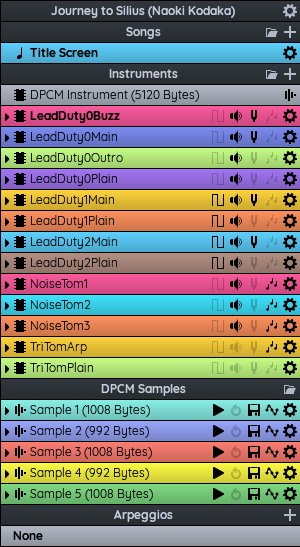 Journey to Silius (Naoki Kodaka)
Songs
Title Screen
Instruments
DPCM Instrument (5120 Bytes)
LeadDuty0Buzz
LeadDuty0Main
LeadDuty0Outro
LeadDuty0Plain
LeadDuty1Main
LeadDuty1Plain
LeadDuty2Main
LeadDuty2Plain
NoiseTom1
NoiseTom2
NoiseTom3
TriTomArp
TriTomPlain
DPCM Samples
Sample 1 (1008 Bytes)
Sample 2 (992 Bytes)
Sample 3 (1008 Bytes)
Sample 4 (992 Bytes)
Sample 5 (1008 Bytes)
Arpeggios
None